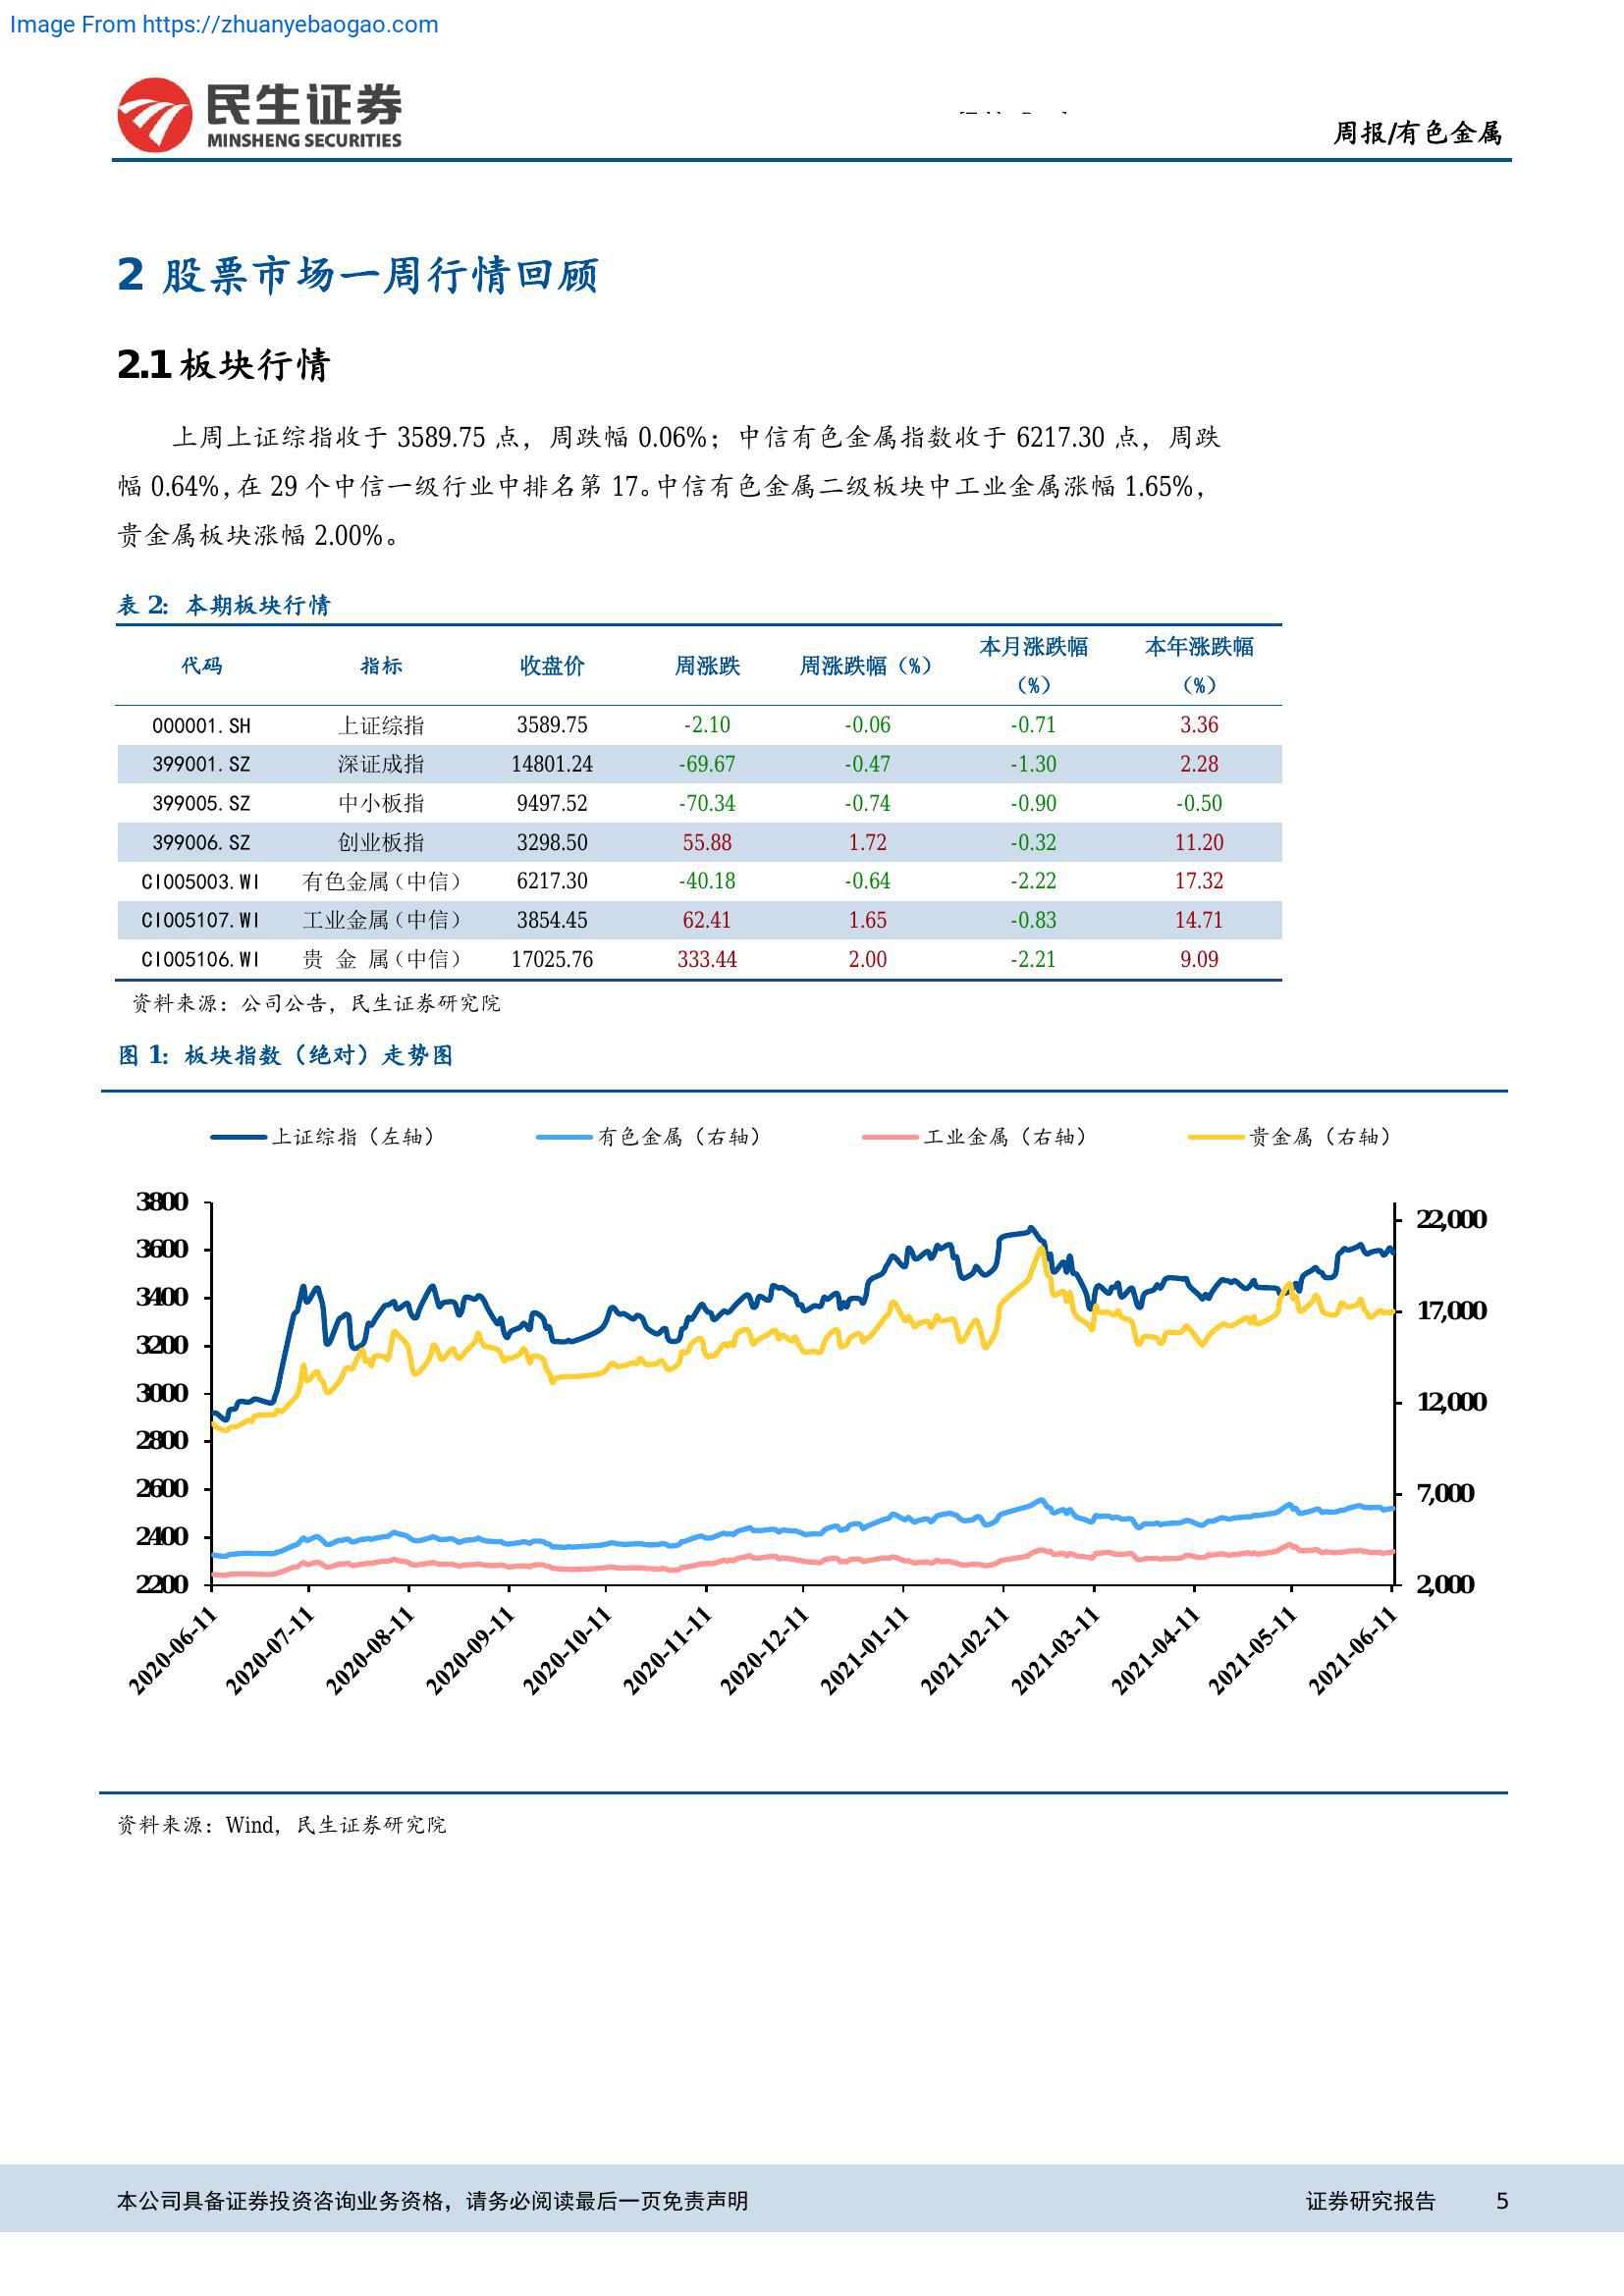 Image From https://zhuanyebaogao.com
民生证券
MINSHENG SECURITIES
周报/有色金属
2 股票市场一周行情回顾
2.1 板块行情
上周上证综指收于 3589.75 点，周跌幅 0.06%；中信有色金属指数收于 6217.30 点，周跌
幅 0.64%，在 29 个中信一级行业中排名第 17。中信有色金属二级板块中工业金属涨幅 1.65%，
贵金属板块涨幅 2.00%。
表 2：本期板块行情
代码 指标 收盘价 周涨跌 周涨跌幅（%） 本月涨跌幅（%） 本年涨跌幅（%）
000001.SH 上证综指 3589.75 -2.10 -0.06 -0.71 3.36
399001.SZ 深证成指 14801.24 -69.67 -0.47 -1.30 2.28
399005.SZ 中小板指 9497.52 -70.34 -0.74 -0.90 -0.50
399006.SZ 创业板指 3298.50 55.88 1.72 -0.32 11.20
CI005003.WI 有色金属（中信） 6217.30 -40.18 -0.64 -2.22 17.32
CI005107.WI 工业金属（中信） 3854.45 62.41 1.65 -0.83 14.71
CI005106.WI 贵 金 属（中信） 17025.76 333.44 2.00 -2.21 9.09
资料来源：公司公告，民生证券研究院
图 1：板块指数（绝对）走势图
上证综指（左轴） 有色金属（右轴） 工业金属（右轴） 贵金属（右轴）
3800
3600
3400
3200
3000
2800
2600
2400
2200
22,000
17,000
12,000
7,000
2,000
2020-06-11
2020-07-11
2020-08-11
2020-09-11
2020-10-11
2020-11-11
2020-12-11
2021-01-11
2021-02-11
2021-03-11
2021-04-11
2021-05-11
2021-06-11
资料来源：Wind，民生证券研究院
本公司具备证券投资咨询业务资格，请务必阅读最后一页免责声明 证券研究报告 5